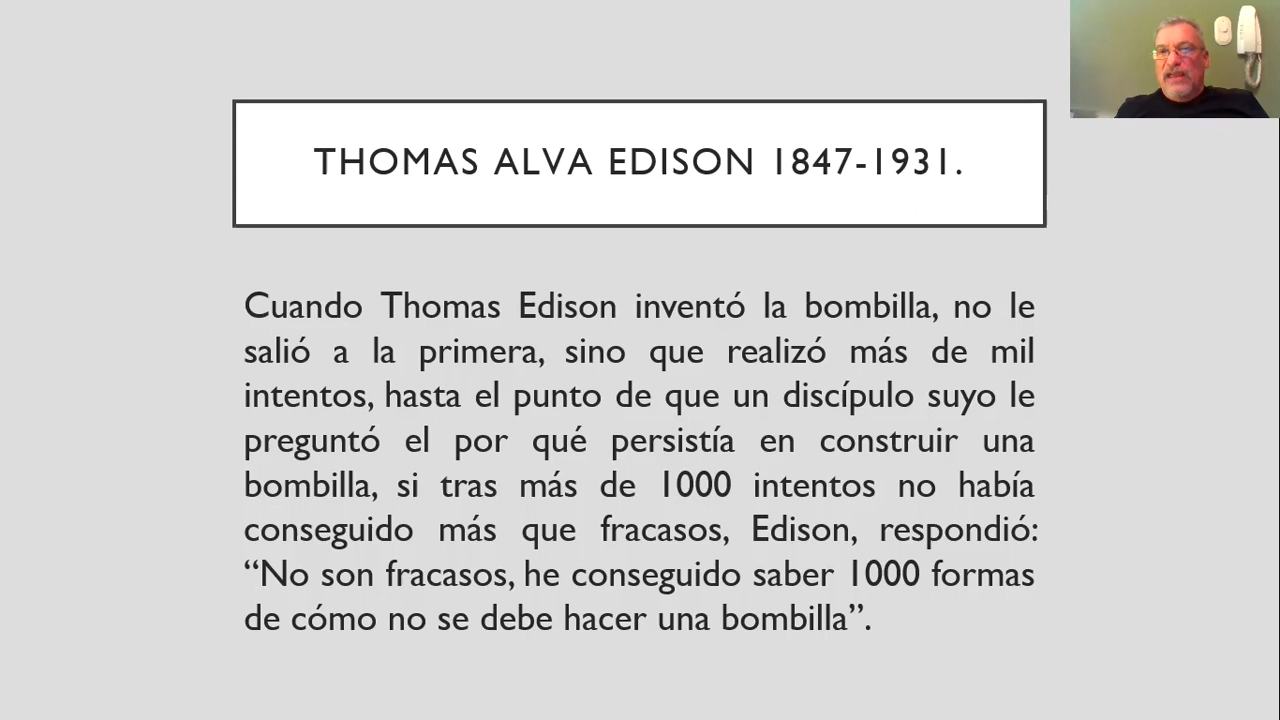 THOMAS ALVA EDISON 1847-1931.
Cuando Thomas Edison inventó la bombilla, no le
salió a la primera, sino que realizó más de mil
intentos, hasta el punto de que un discípulo suyo le
preguntó el por qué persistía en construir una
bombilla, si tras más de 1000 intentos no había
conseguido más que fracasos, Edison, respondió:
“No son fracasos, he conseguido saber 1000 formas
de cómo no se debe hacer una bombilla”.